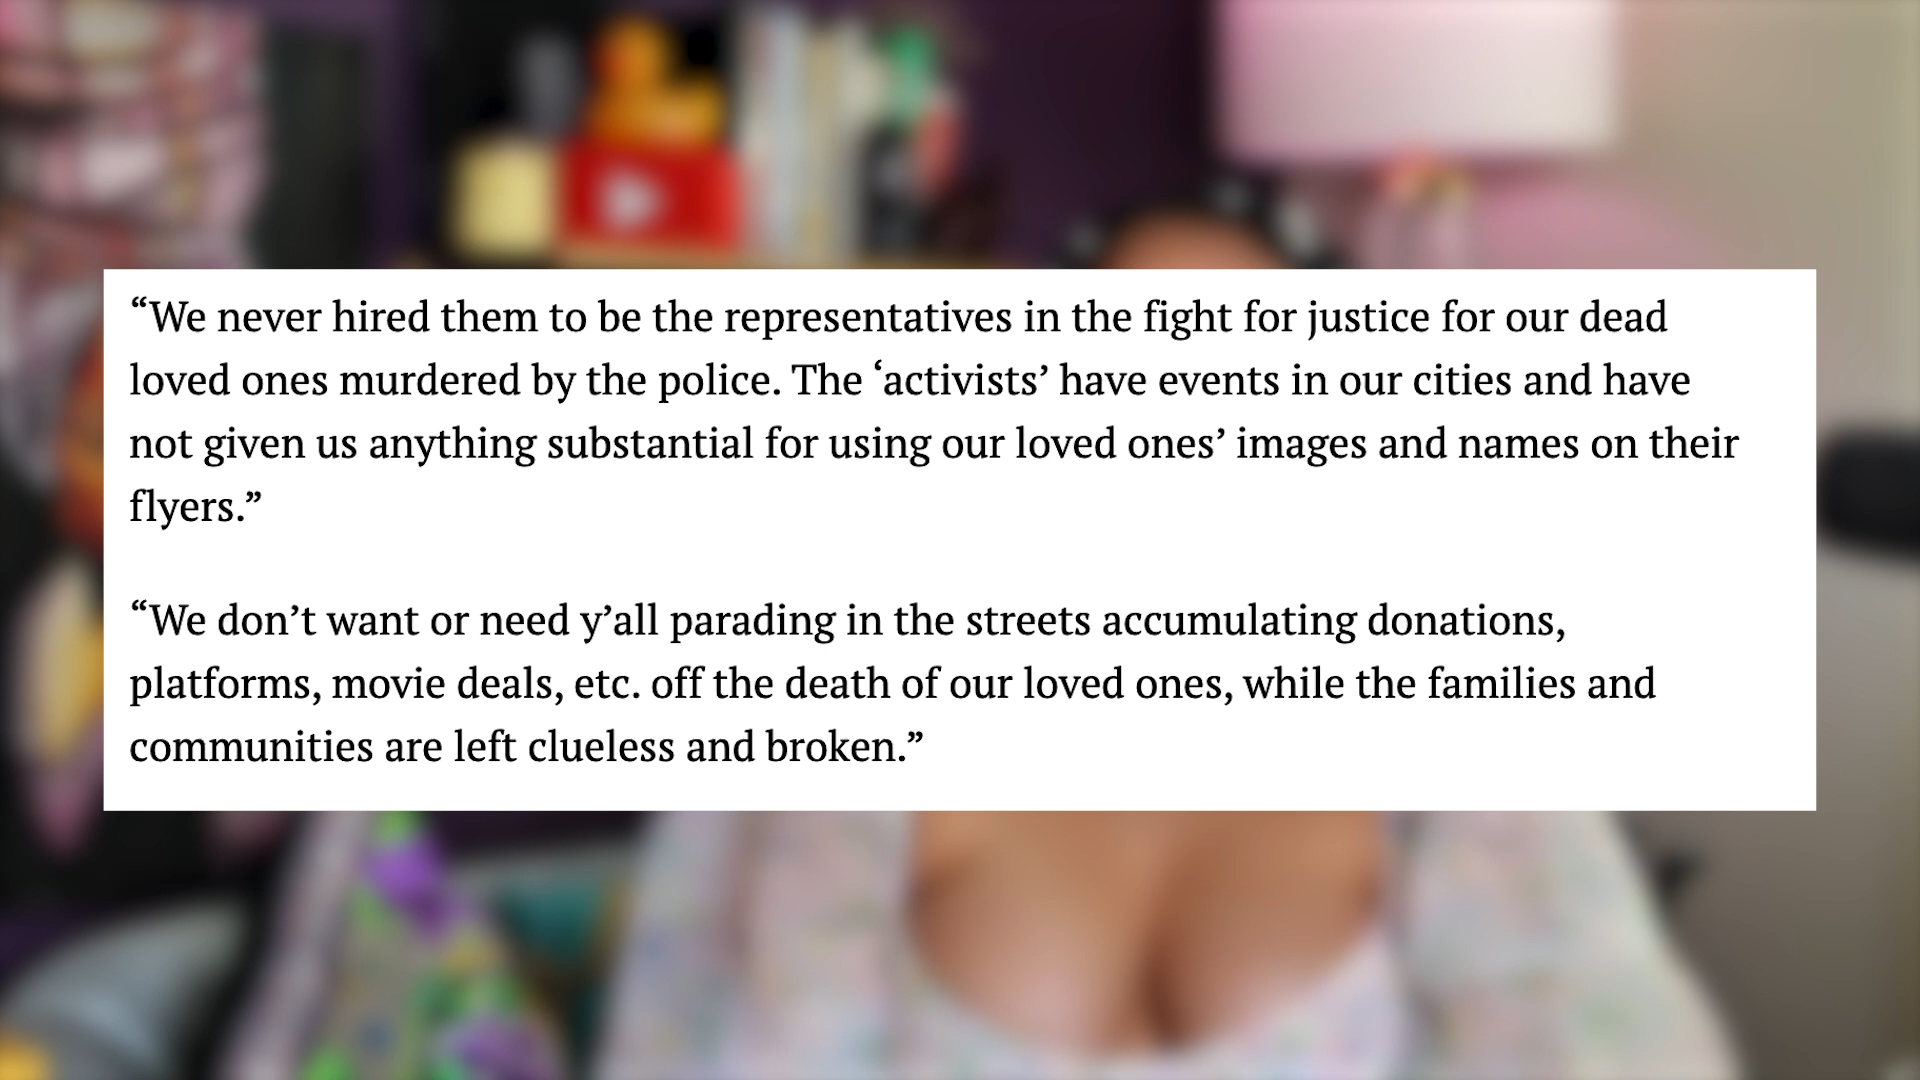 “We never hired them to be the representatives in the fight for justice for our dead
loved ones murdered by the police. The ‘activists’ have events in our cities and have
not given us anything substantial for using our loved ones’ images and names on their
flyers.”
“We don’t want or need y’all parading in the streets accumulating donations,
platforms, movie deals, etc. off the death of our loved ones, while the families and
communities are left clueless and broken.”